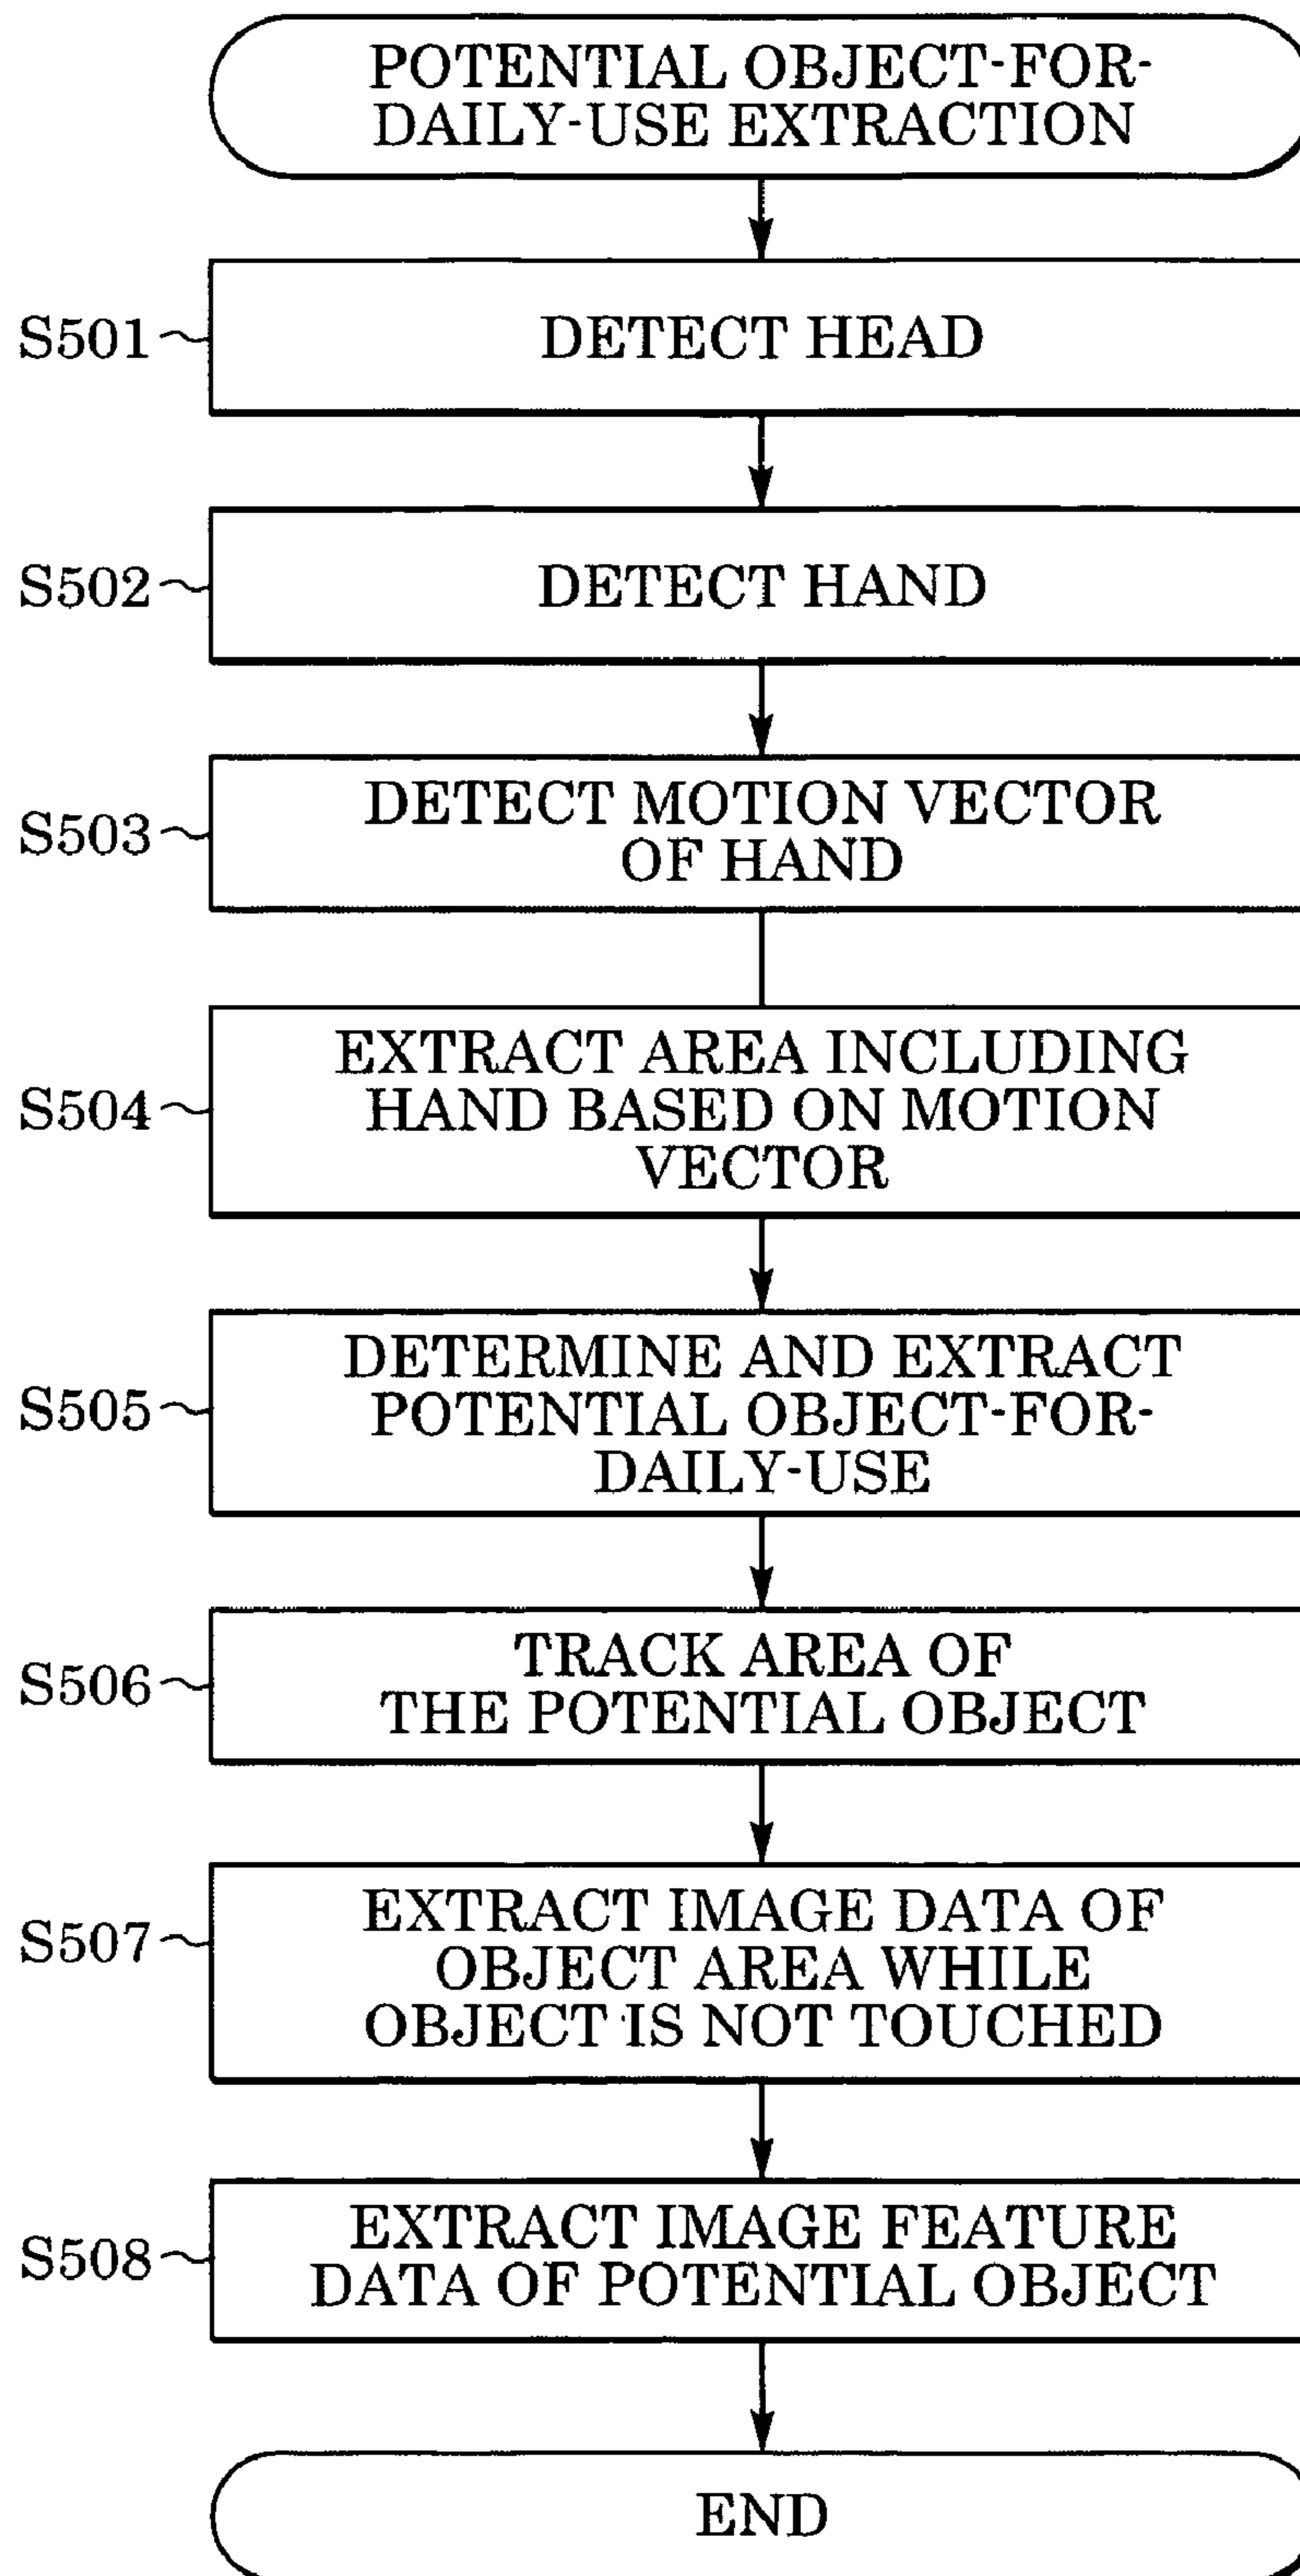 POTENTIAL OBJECT-FOR-
DAILY-USE EXTRACTION
S501
DETECT HEAD
S502
DETECT HAND
S503
DETECT MOTION VECTOR
OF HAND
S504
EXTRACT AREA INCLUDING
HAND BASED ON MOTION
VECTOR
S505
DETERMINE AND EXTRACT
POTENTIAL OBJECT-FOR-
DAILY-USE
S506
TRACK AREA OF
THE POTENTIAL OBJECT
S507
EXTRACT IMAGE DATA OF
OBJECT AREA WHILE
OBJECT IS NOT TOUCHED
S508
EXTRACT IMAGE FEATURE
DATA OF POTENTIAL OBJECT
END